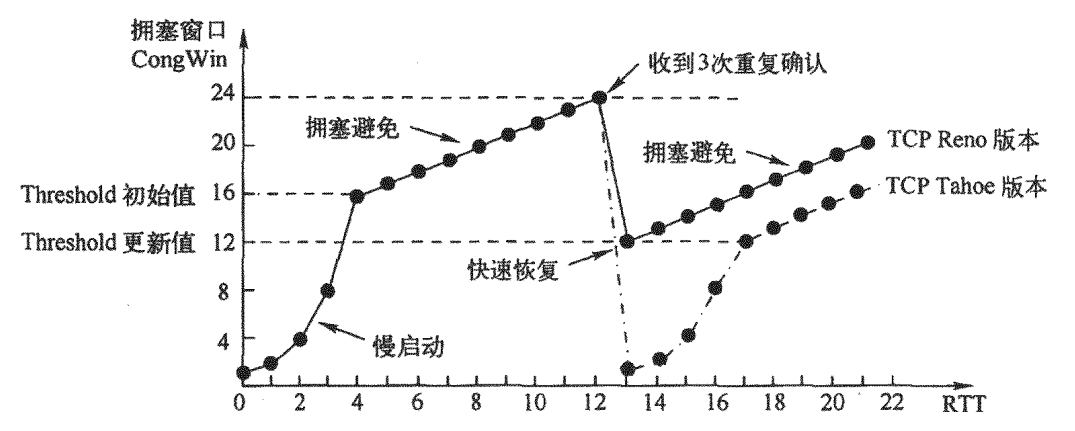 拥塞窗口
CongWin
收到3次重复确认
24
拥塞避免
20
拥塞避免
TCP Reno 版本
Threshold 初始值 16
TCP Tahoe 版本
Threshold 更新值 12
快速恢复
8
4
慢启动
0 2 4 6 8 10 12 14 16 18 20 22 RTT